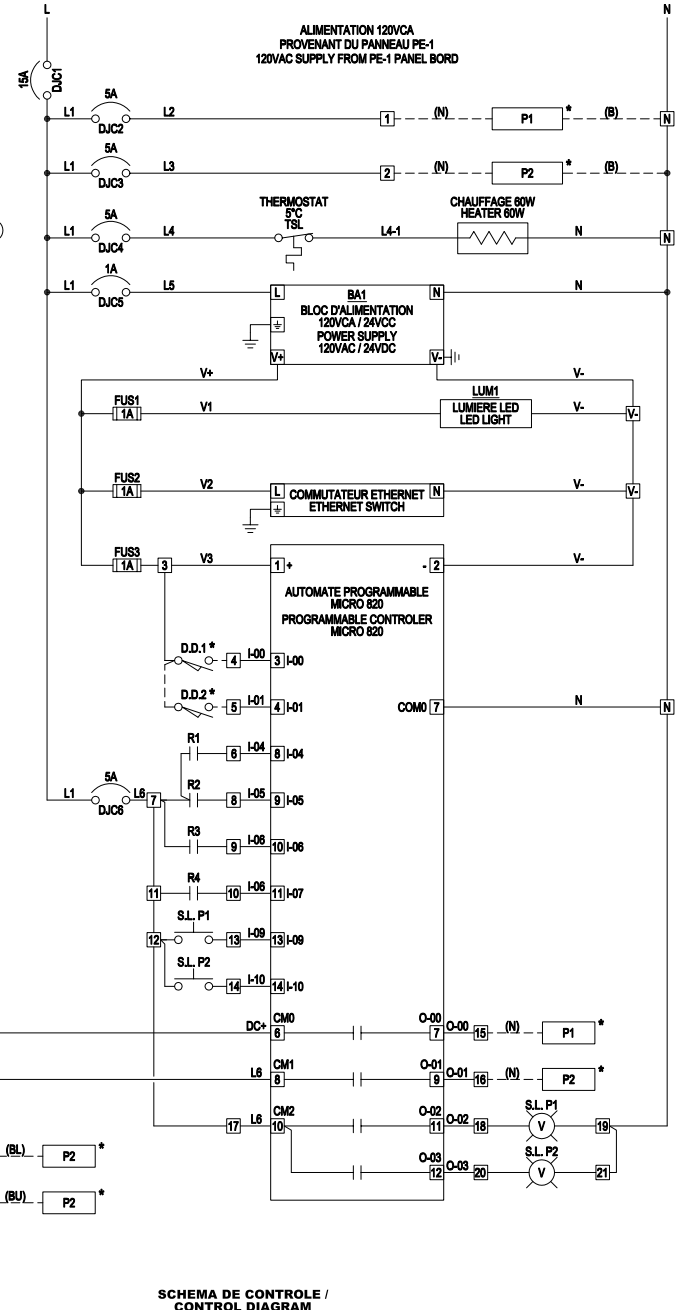 L
N
ALIMENTATION 120VCA
PROVENANT DU PANNEAU PE-1
120VAC SUPPLY FROM PE-1 PANEL BORD
15A
DJC1
5A
L1 DJC2 L2 1 (N) P1 * (B) N
5A
L1 DJC3 L3 2 (N) P2 * (B)
THERMOSTAT
5°C
TSL
CHAUFFAGE 60W
HEATER 60W
5A
L1 DJC4 L4 L4-1 N N
1A
L1 DJC5 L5 L N N
BA1
BLOC D'ALIMENTATION
120VCA / 24VCC
POWER SUPPLY
120VAC / 24VDC
V+ V-
V+ V-
LUM1
FUS1
1A V1 LUMIERE LED V- V-
LED LIGHT
FUS2
1A V2 L COMMUTATEUR ETHERNET N V- V-
ETHERNET SWITCH
FUS3
1A 3 V3 1 + - 2 V-
AUTOMATE PROGRAMMABLE
MICRO 820
PROGRAMMABLE CONTROLER
MICRO 820
D.D.1 * 4 I-00 3 I-00
D.D.2 * 5 I-01 4 I-01 COM0 7 N N
R1 6 I-04 8 I-04
5A
L1 DJC6 L6 7 R2 8 I-05 9 I-05
R3 9 I-06 10 I-06
11 R4 10 I-06 11 I-07
S.L. P1
12 13 I-09 13 I-09
S.L. P2
14 I-10 14 I-10
DC+ CM0 6 O-00 7 O-00 15 (N) P1 *
L6 CM1 8 O-01 9 O-01 16 (N) P2 *
17 L6 CM2 10 O-02 11 O-02 18 S.L. P1 V 19
(BL) P2 *
O-03 12 O-03 20 S.L. P2 V 21
(BU) P2 *
SCHEMA DE CONTROLE /
CONTROL DIAGRAM